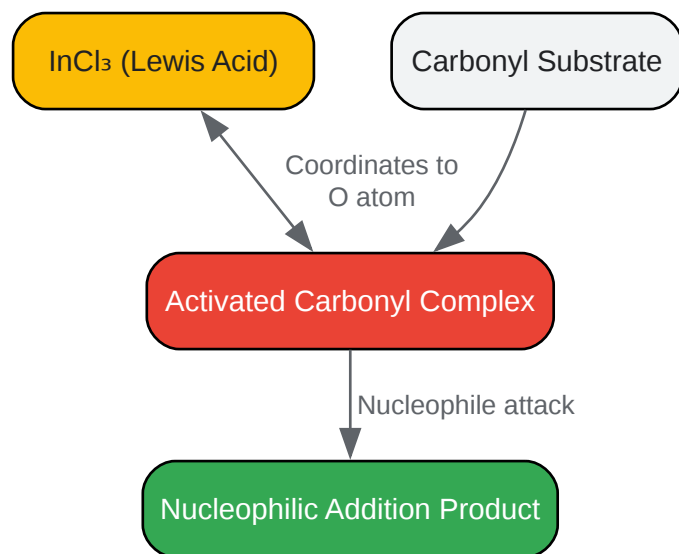 InCl₃ (Lewis Acid)
Carbonyl Substrate
Coordinates to
O atom
Activated Carbonyl Complex
Nucleophile attack
Nucleophilic Addition Product